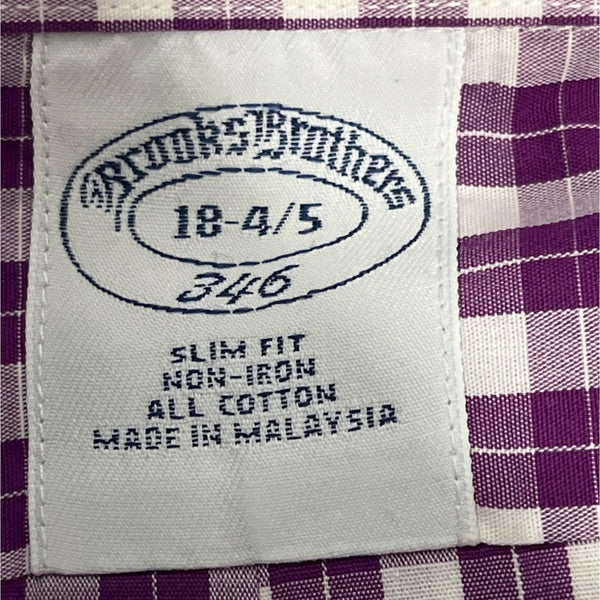 Brooks Brothers
18-4/5
346
SLIM FIT
NON-IRON
ALL COTTON
MADE IN MALAYSIA